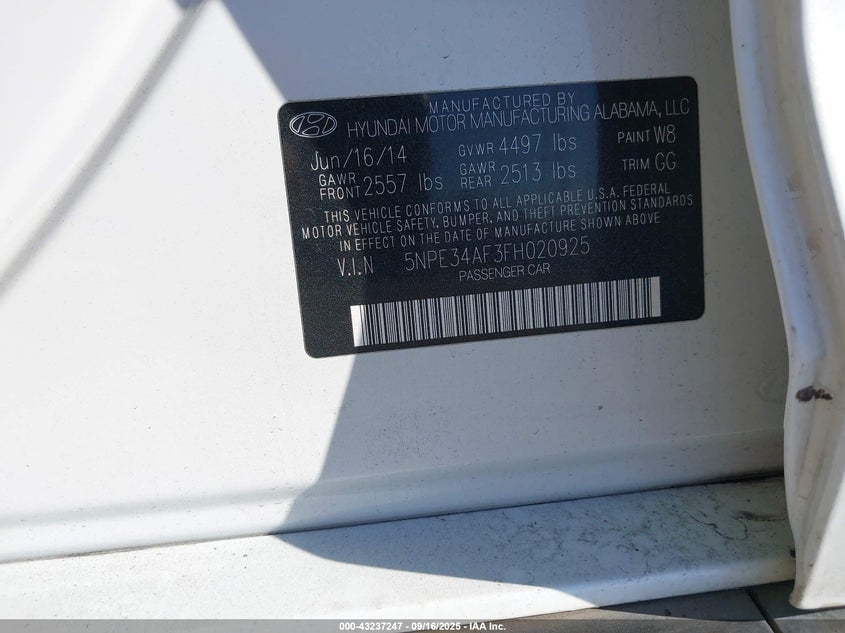 MANUFACTURED BY
HYUNDAI MOTOR MANUFACTURING ALABAMA, LLC
Jun/16/14 GVWR 4497 lbs PAINT W8
GAWR FRONT 2557 lbs GAWR REAR 2513 lbs TRIM GG
THIS VEHICLE CONFORMS TO ALL APPLICABLE U.S.A. FEDERAL
MOTOR VEHICLE SAFETY, BUMPER, AND THEFT PREVENTION STANDARDS
IN EFFECT ON THE DATE OF MANUFACTURE SHOWN ABOVE
V.I.N 5NPE34AF3FH020925
PASSENGER CAR
000-43237247 - 09/16/2025 - IAA Inc.